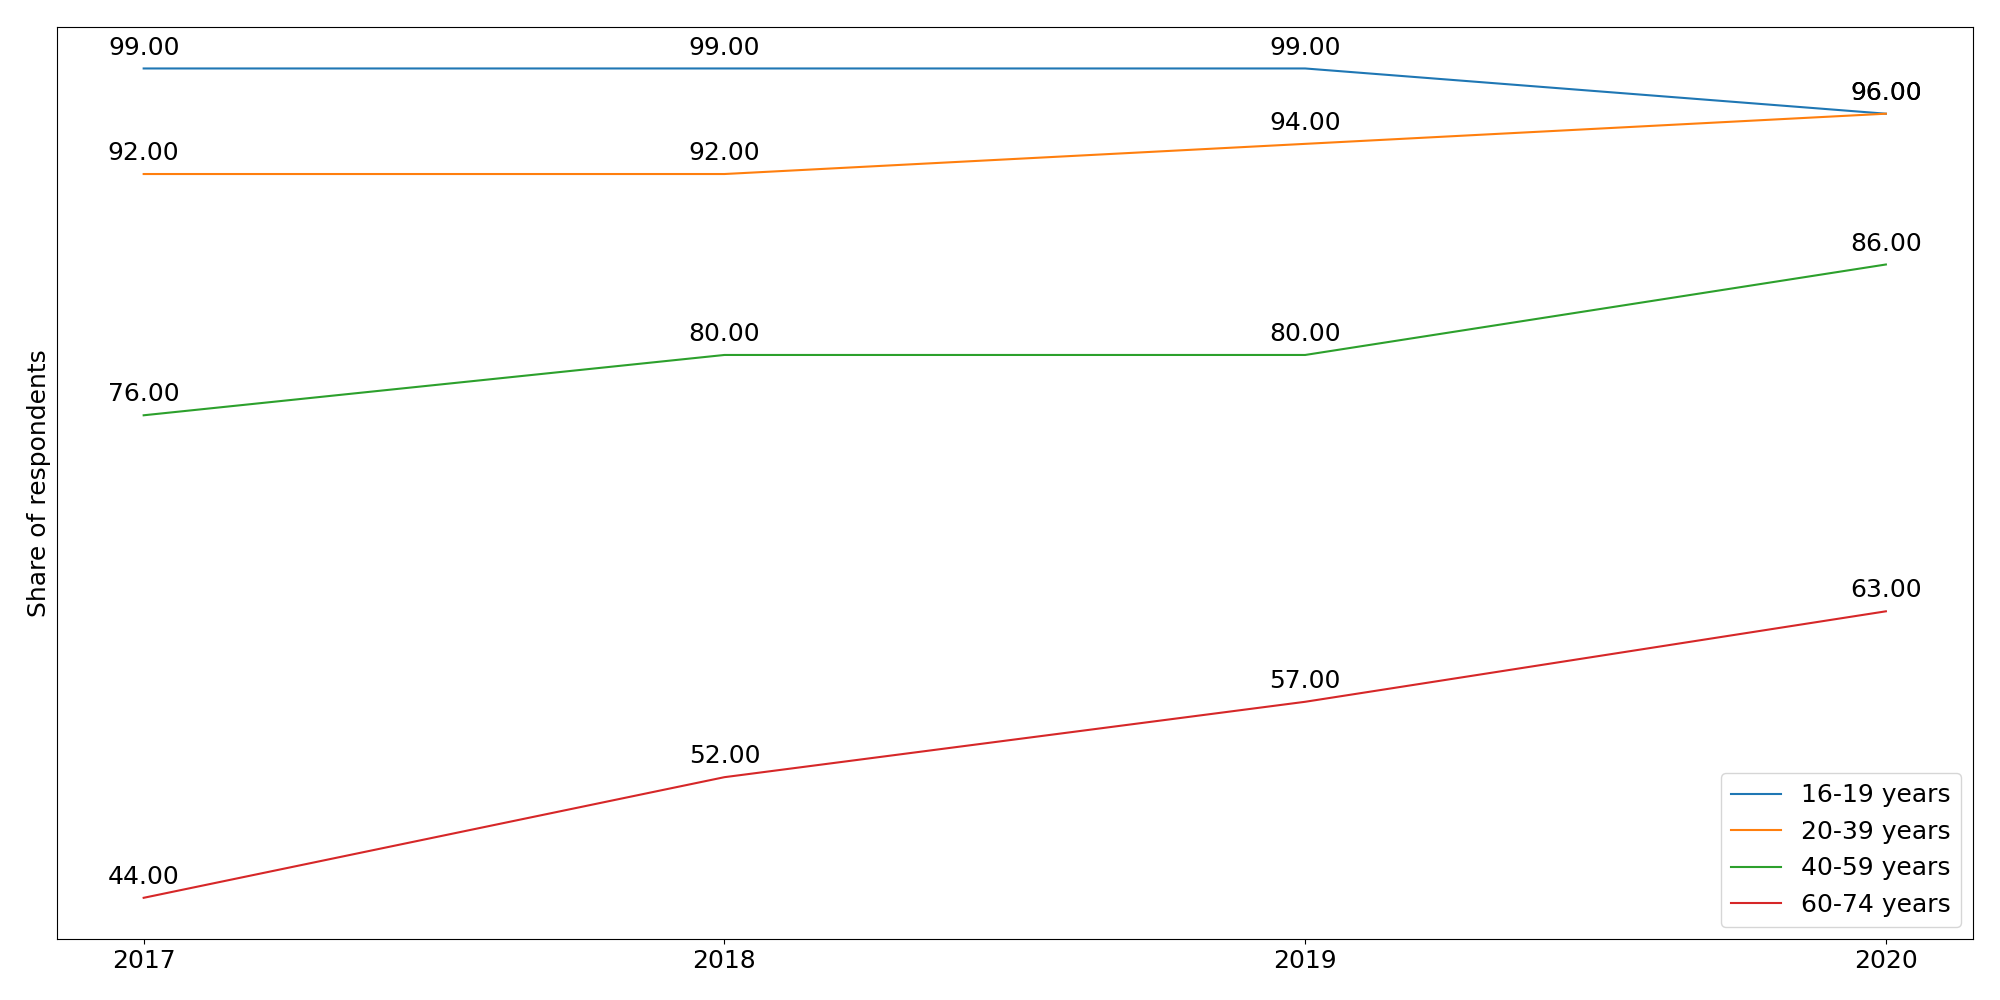 99.00 99.00 99.00
96.00
94.00
92.00 92.00
86.00
80.00 80.00
76.00
63.00
57.00
52.00
44.00
Share of respondents
16-19 years
20-39 years
40-59 years
60-74 years
2017 2018 2019 2020